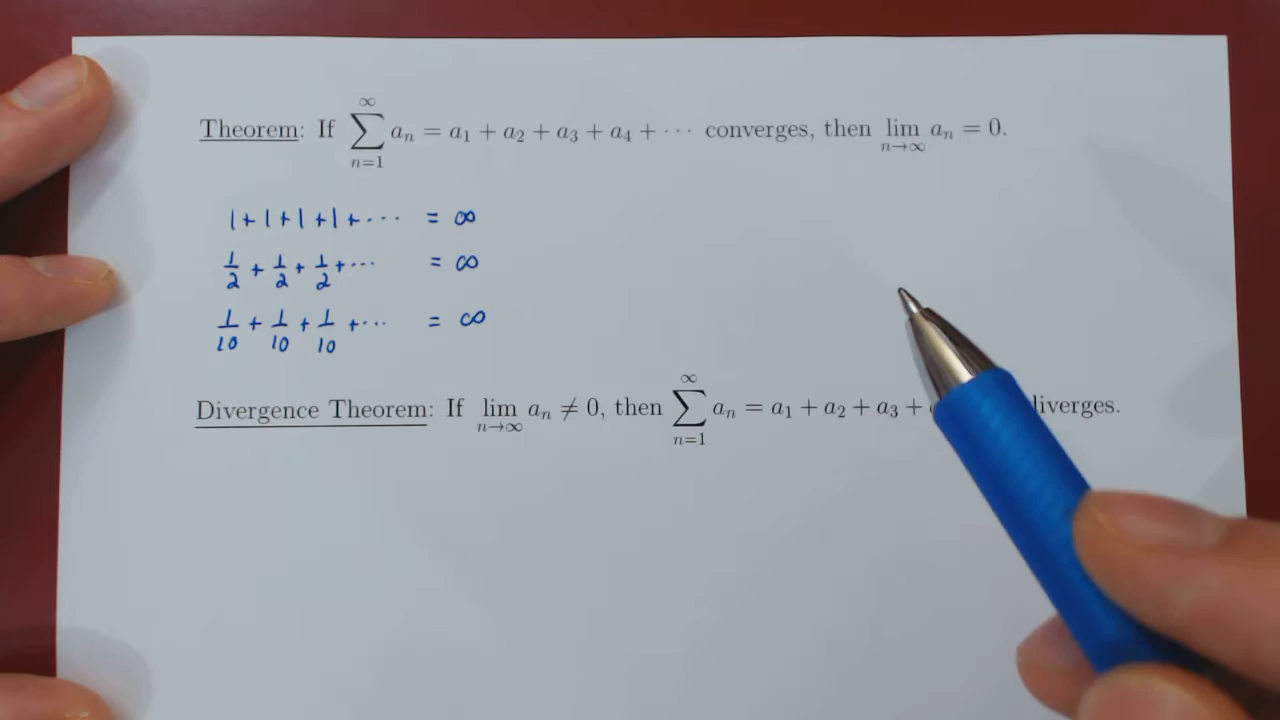 Theorem: If ∑_{n=1}^{∞} a_n = a_1 + a_2 + a_3 + a_4 + ··· converges, then lim_{n→∞} a_n = 0.
1 + 1 + 1 + 1 + ··· = ∞
1/2 + 1/2 + 1/2 + ··· = ∞
1/10 + 1/10 + 1/10 + ··· = ∞
Divergence Theorem: If lim_{n→∞} a_n ≠ 0, then ∑_{n=1}^{∞} a_n = a_1 + a_2 + a_3 + iverges.